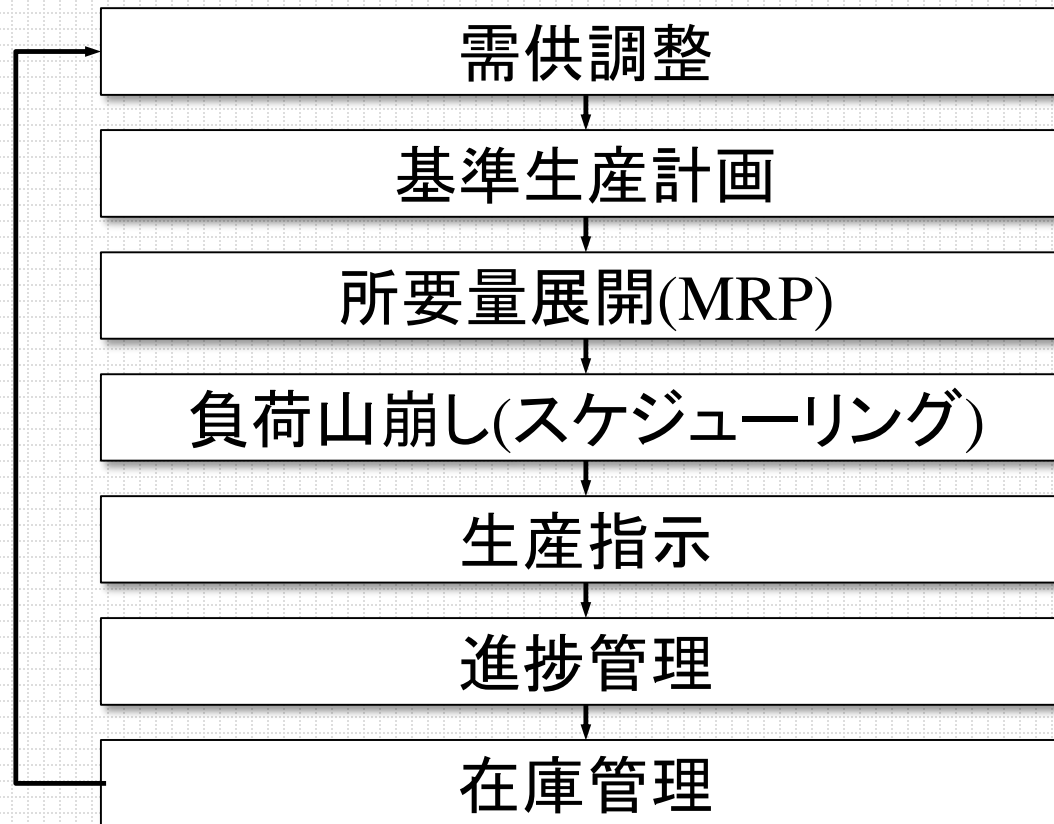 需供調整
基準生産計画
所要量展開(MRP)
負荷山崩し(スケジューリング)
生産指示
進捗管理
在庫管理